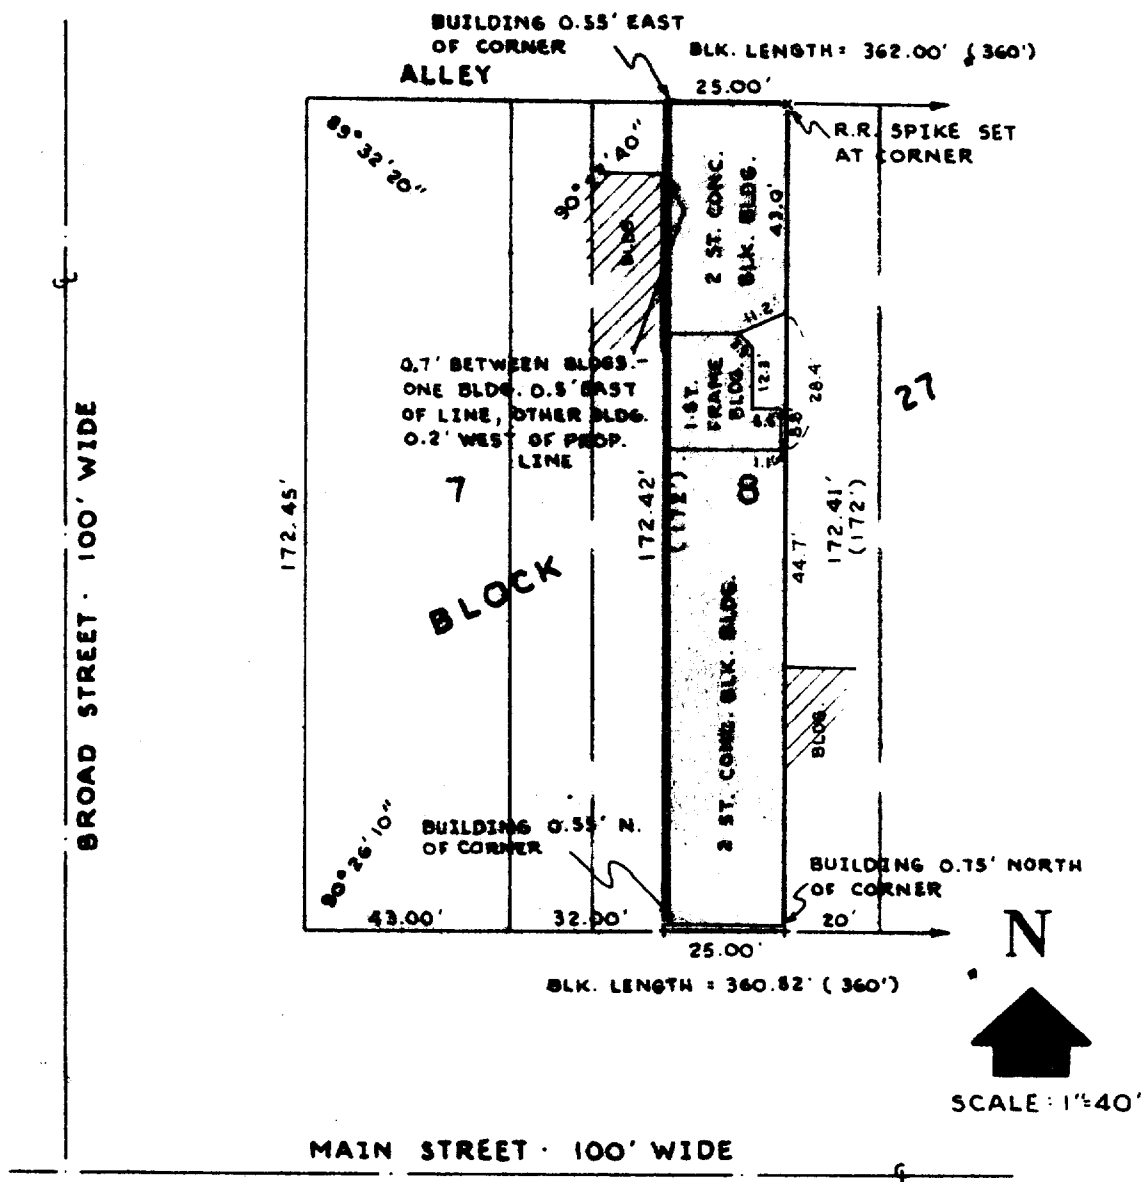 BUILDING 0.55' EAST
OF CORNER
BLK. LENGTH = 362.00' (360')
ALLEY
25.00'
R.R. SPIKE SET
AT CORNER
89° 32' 20"
2 ST. CONC.
BLK. BLDG.
43.0'
BLDG.
11.2'
0.7' BETWEEN BLDGS. -
ONE BLDG. 0.5' EAST
OF LINE, OTHER BLDG.
0.2' WEST OF PROP.
LINE
1 ST.
FRAME
BLDG.
12.3'
28.4'
27
7
8
BLOCK
172.45'
172.42'
(172')
44.7'
172.41'
(172')
BROAD STREET · 100' WIDE
2 ST. CONC. BLK. BLDG.
BLDG.
BUILDING 0.55' N.
OF CORNER
BUILDING 0.75' NORTH
OF CORNER
90° 26' 10"
43.00'
32.00'
20'
25.00'
BLK. LENGTH = 360.82' (360')
N
SCALE : 1"=40'
MAIN STREET · 100' WIDE